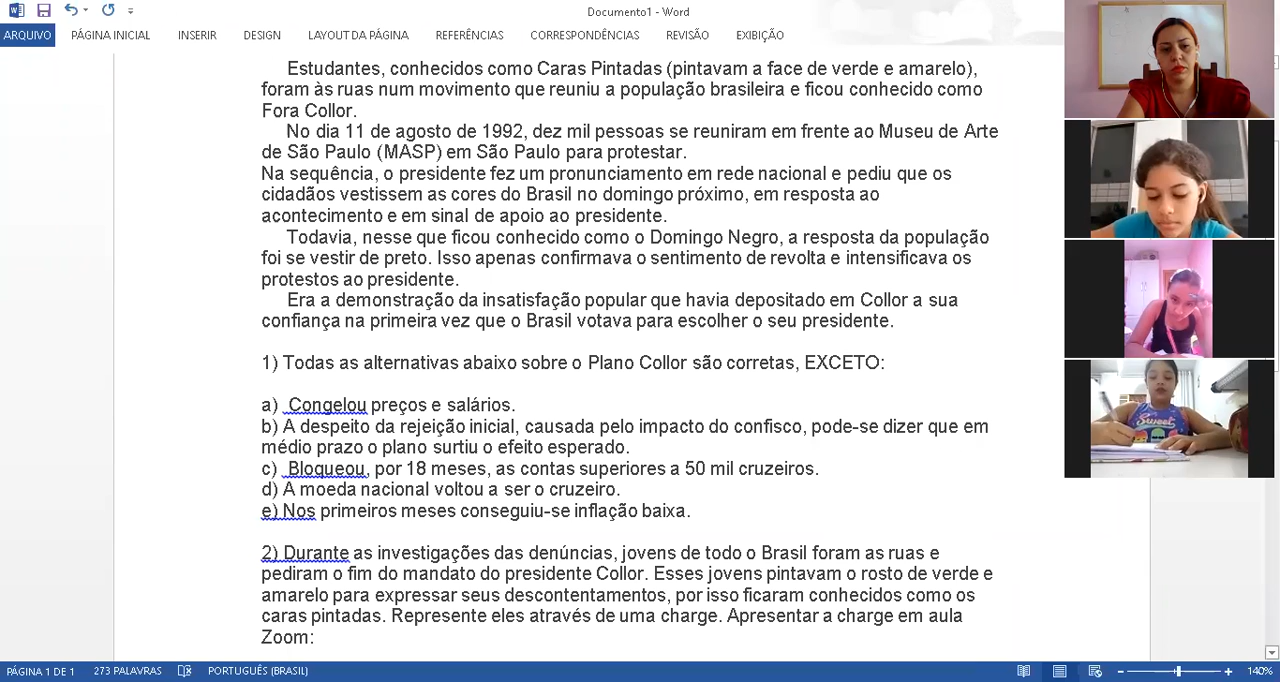 Documento1 - Word
ARQUIVO PÁGINA INICIAL INSERIR DESIGN LAYOUT DA PÁGINA REFERÊNCIAS CORRESPONDÊNCIAS REVISÃO EXIBIÇÃO
Estudantes, conhecidos como Caras Pintadas (pintavam a face de verde e amarelo),
foram às ruas num movimento que reuniu a população brasileira e ficou conhecido como
Fora Collor.
No dia 11 de agosto de 1992, dez mil pessoas se reuniram em frente ao Museu de Arte
de São Paulo (MASP) em São Paulo para protestar.
Na sequência, o presidente fez um pronunciamento em rede nacional e pediu que os
cidadãos vestissem as cores do Brasil no domingo próximo, em resposta ao
acontecimento e em sinal de apoio ao presidente.
Todavia, nesse que ficou conhecido como o Domingo Negro, a resposta da população
foi se vestir de preto. Isso apenas confirmava o sentimento de revolta e intensificava os
protestos ao presidente.
Era a demonstração da insatisfação popular que havia depositado em Collor a sua
confiança na primeira vez que o Brasil votava para escolher o seu presidente.
1) Todas as alternativas abaixo sobre o Plano Collor são corretas, EXCETO:
a) Congelou preços e salários.
b) A despeito da rejeição inicial, causada pelo impacto do confisco, pode-se dizer que em
médio prazo o plano surtiu o efeito esperado.
c) Bloqueou, por 18 meses, as contas superiores a 50 mil cruzeiros.
d) A moeda nacional voltou a ser o cruzeiro.
e) Nos primeiros meses conseguiu-se inflação baixa.
2) Durante as investigações das denúncias, jovens de todo o Brasil foram as ruas e
pediram o fim do mandato do presidente Collor. Esses jovens pintavam o rosto de verde e
amarelo para expressar seus descontentamentos, por isso ficaram conhecidos como os
caras pintadas. Represente eles através de uma charge. Apresentar a charge em aula
Zoom:
Sweet
PÁGINA 1 DE 1 273 PALAVRAS PORTUGUÊS (BRASIL) 140%